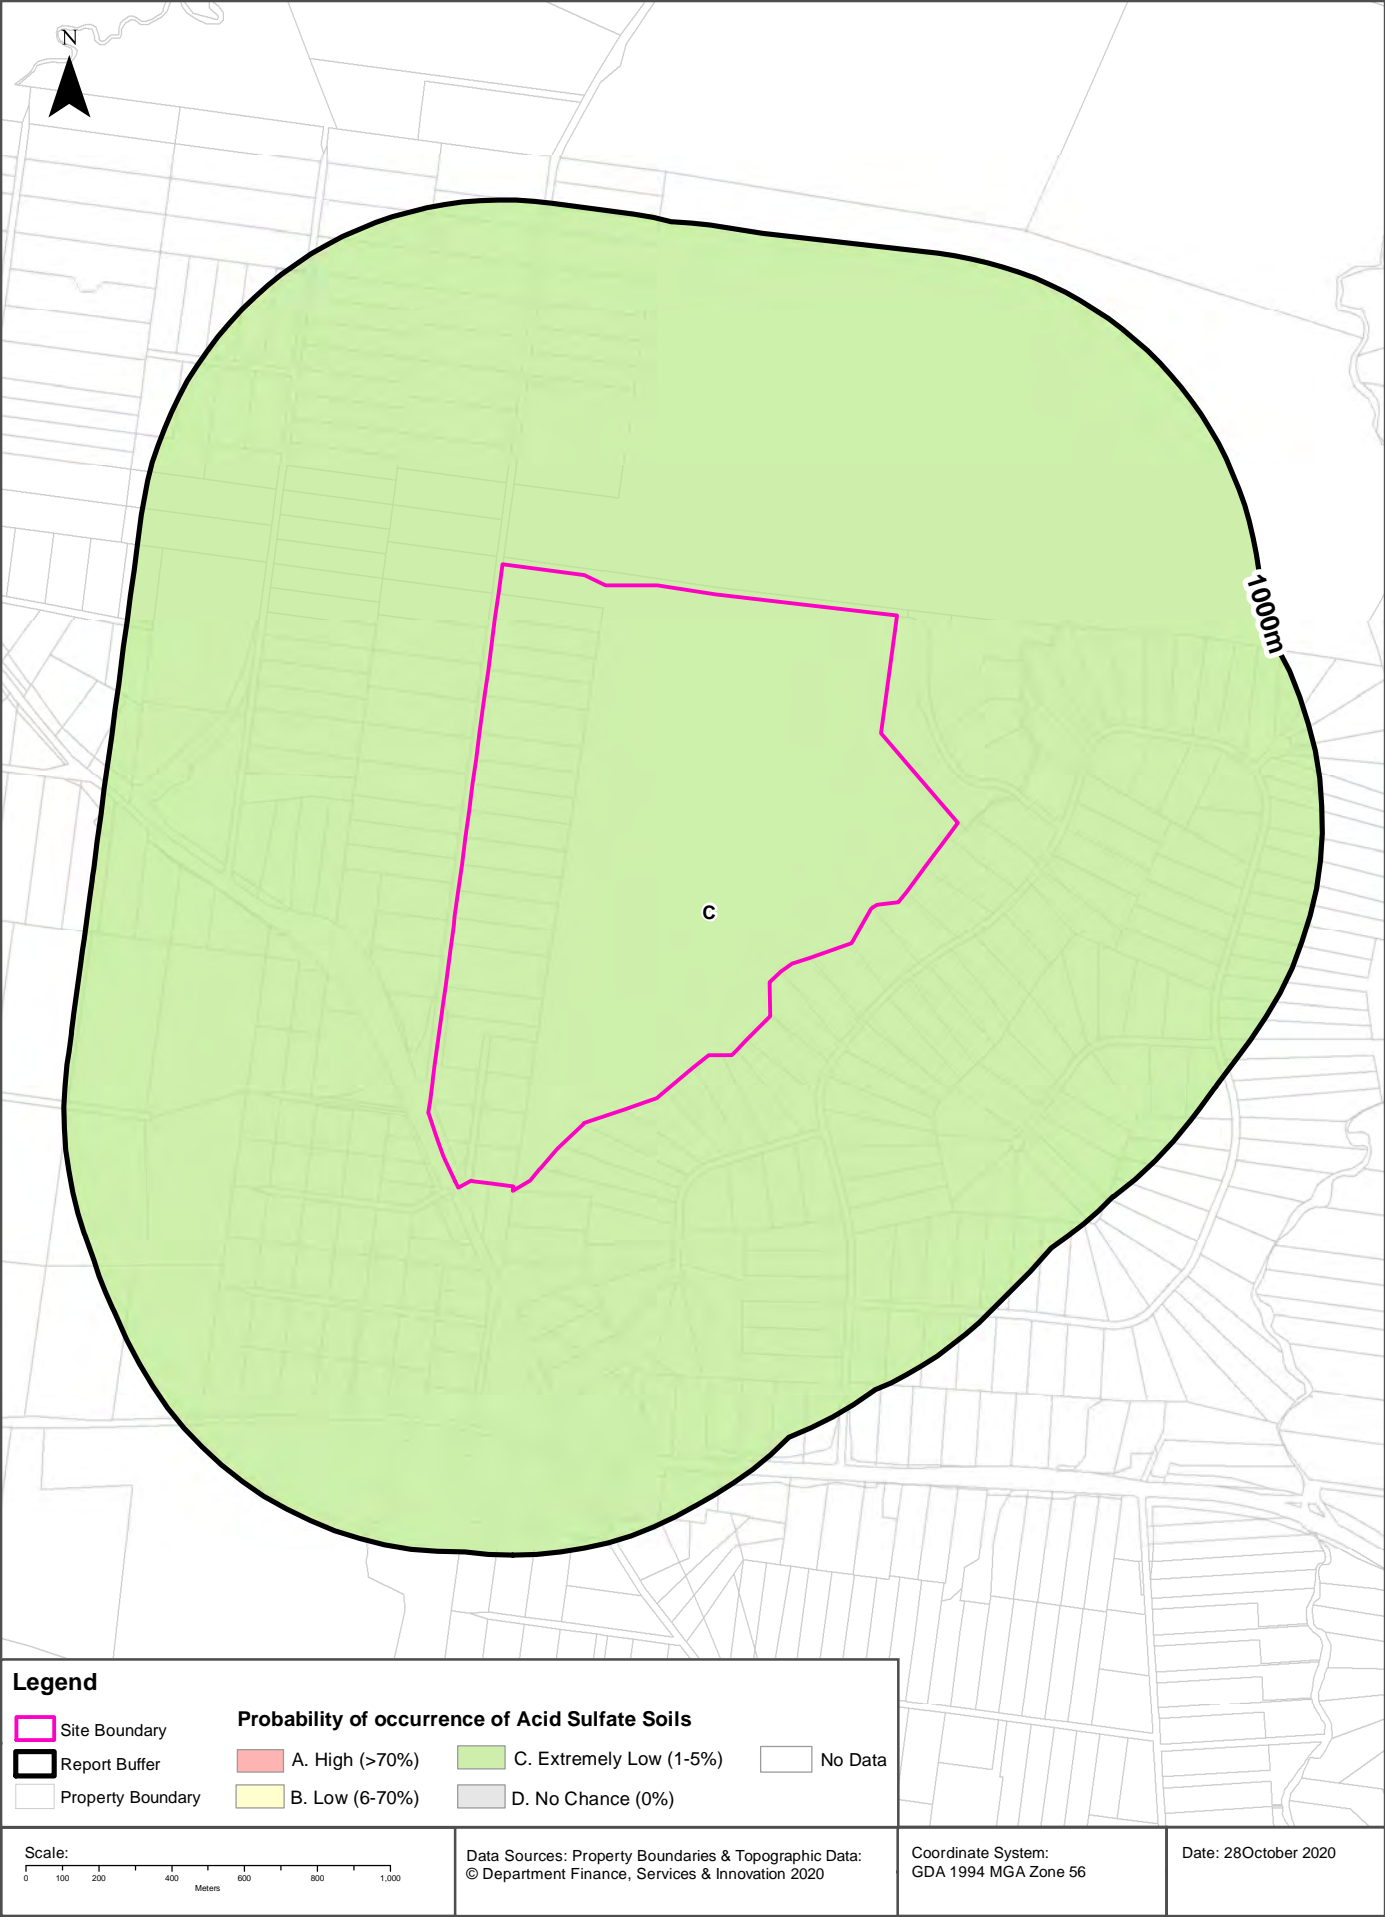 N
1000m
C
Legend
Site Boundary
Report Buffer
Property Boundary
Probability of occurrence of Acid Sulfate Soils
A. High (>70%)
C. Extremely Low (1-5%)
No Data
B. Low (6-70%)
D. No Chance (0%)
Scale:
0 100 200 400 600 800 1,000
Meters
Data Sources: Property Boundaries & Topographic Data:
© Department Finance, Services & Innovation 2020
Coordinate System:
GDA 1994 MGA Zone 56
Date: 28October 2020